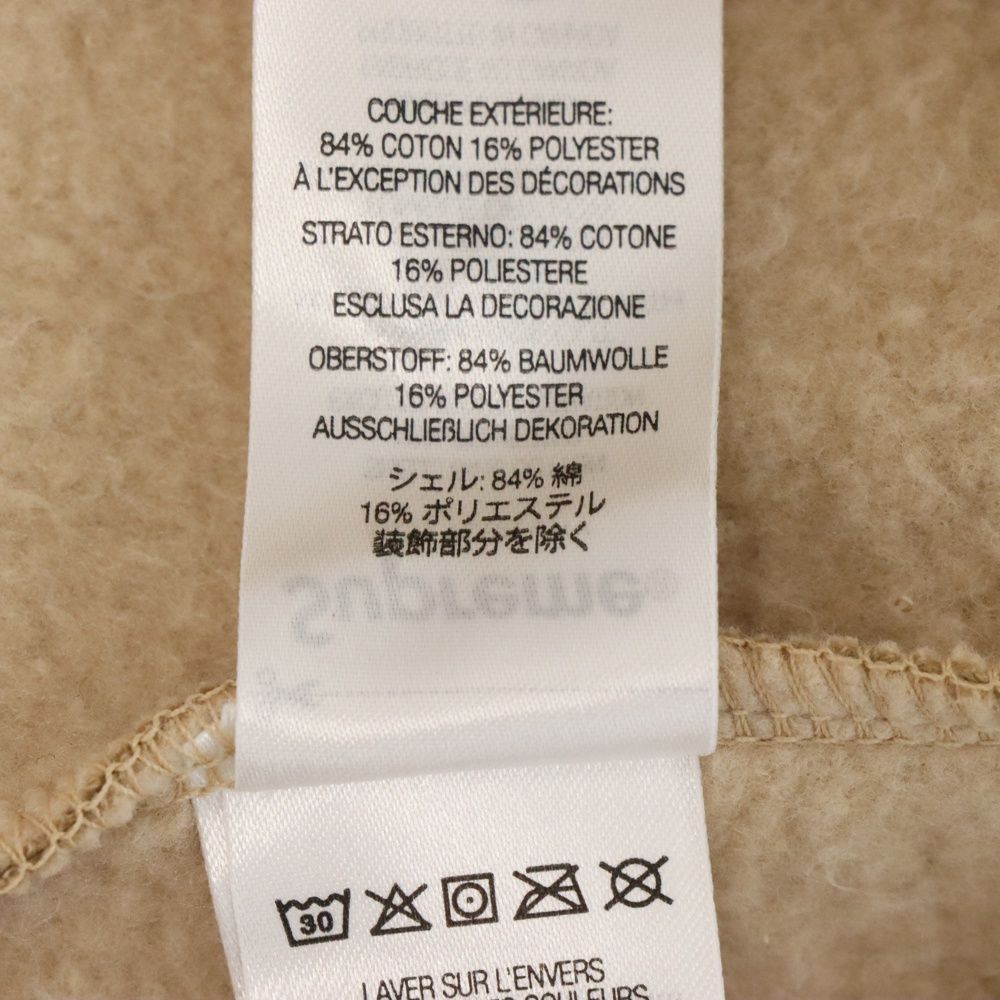 COUCHE EXTÉRIEURE:
84% COTON 16% POLYESTER
À L'EXCEPTION DES DÉCORATIONS
STRATO ESTERNO: 84% COTONE
16% POLIESTERE
ESCLUSA LA DECORAZIONE
OBERSTOFF: 84% BAUMWOLLE
16% POLYESTER
AUSSCHLIEßLICH DEKORATION
シェル: 84% 綿
16% ポリエステル
装飾部分を除く
Supreme®
30
LAVER SUR L'ENVERS
COULEURS